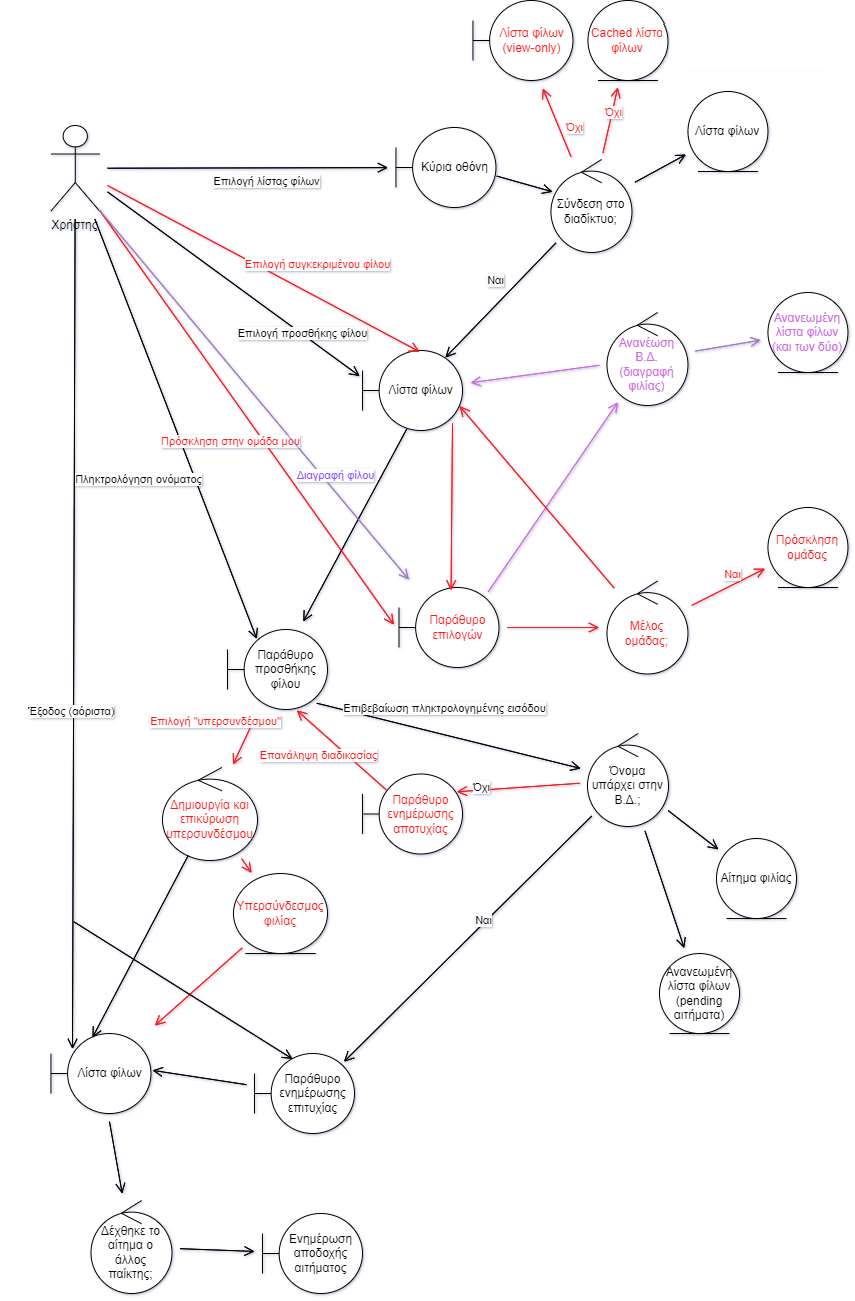 Λίστα φίλων
(view-only)
Cached λίστα
φίλων
Όχι
Όχι
Λίστα φίλων
Κύρια οθόνη
Επιλογή λίστας φίλων
Σύνδεση στο
διαδίκτυο;
Χρήστης
Επιλογή συγκεκριμένου φίλου
Ναι
Επιλογή προσθήκης φίλου
Ανανεωμένη
λίστα φίλων
(και των δύο)
Ανανέωση
Β.Δ.
(διαγραφή
φιλίας)
Λίστα φίλων
Πρόσκληση στην ομάδα μου
Πληκτρολόγηση ονόματος
Διαγραφή φίλου
Πρόσκληση
ομάδας
Ναι
Παράθυρο
επιλογών
Μέλος
ομάδας;
Παράθυρο
προσθήκης
φίλου
Έξοδος (αόριστα)
Επιβεβαίωση πληκτρολογημένης εισόδου
Επιλογή "υπερσυνδέσμου"
Επανάληψη διαδικασίας
Όνομα
υπάρχει στην
Β.Δ.;
Όχι
Παράθυρο
ενημέρωσης
αποτυχίας
Δημιουργία και
επικύρωση
υπερσυνδέσμου
Αίτημα φιλίας
Υπερσύνδεσμος
φιλίας
Ναι
Ανανεωμένη
λίστα φίλων
(pending
αιτήματα)
Λίστα φίλων
Παράθυρο
ενημέρωσης
επιτυχίας
Δέχθηκε το
αίτημα ο
άλλος
παίκτης;
Ενημέρωση
αποδοχής
αιτήματος